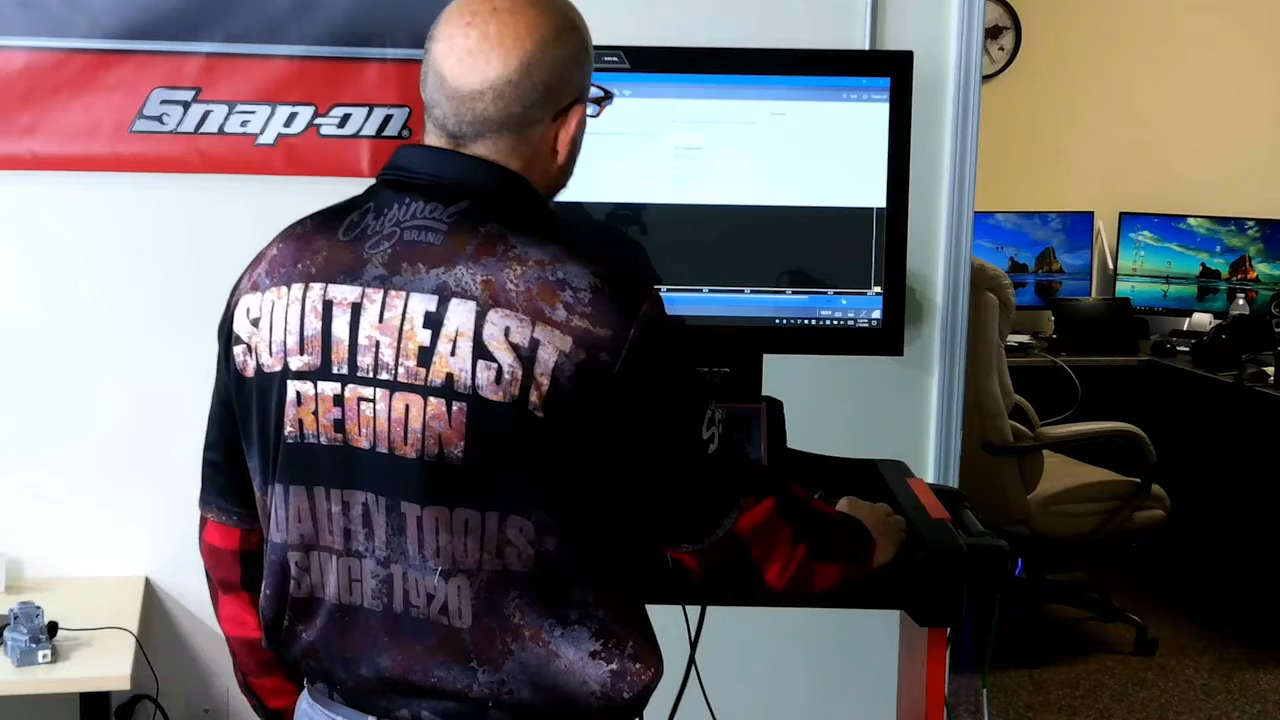 Snap-on
Original
BRAND
SOUTHEAST
REGION
QUALITY TOOLS
SINCE 1920